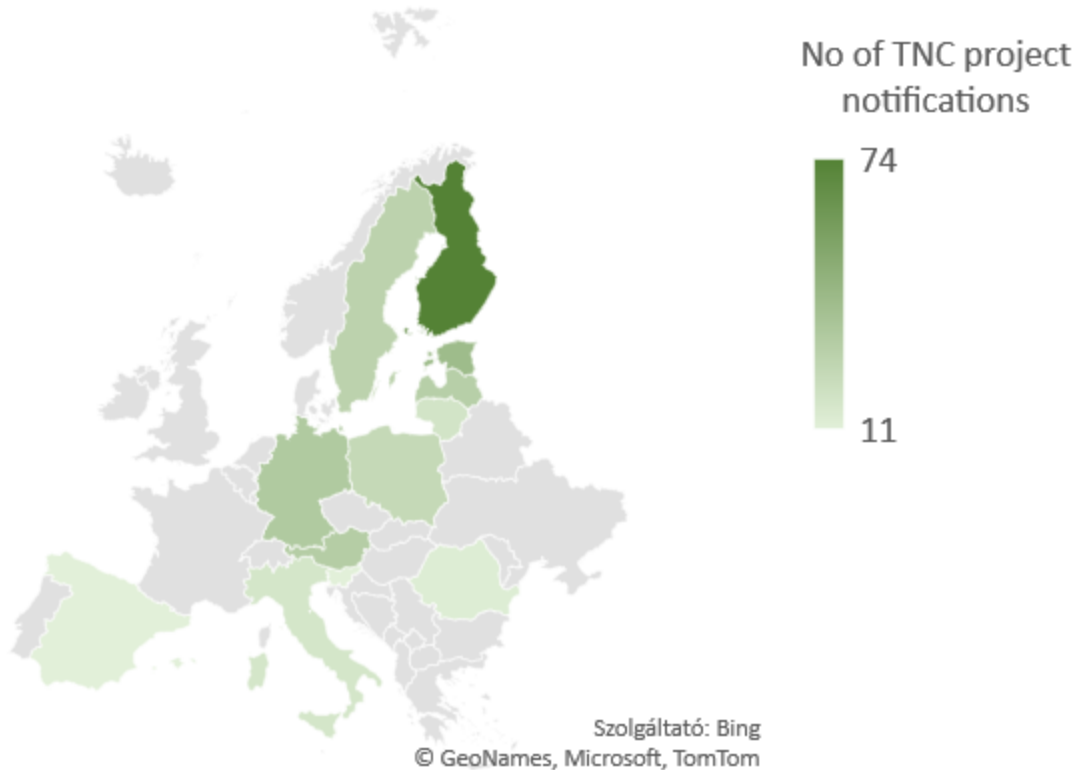 No of TNC project
notifications
74
11
Szolgáltató: Bing
© GeoNames, Microsoft, TomTom